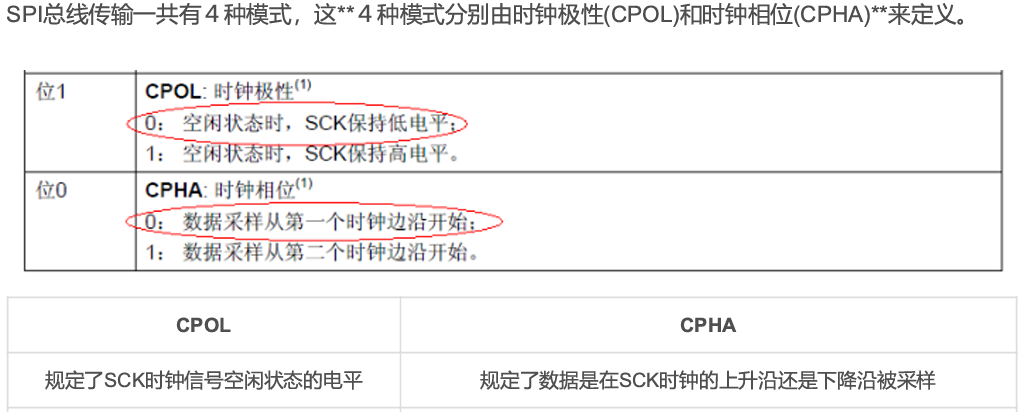 SPI总线传输一共有４种模式，这**４种模式分别由时钟极性(CPOL)和时钟相位(CPHA)**来定义。
位1
CPOL: 时钟极性(1)
0： 空闲状态时，SCK保持低电平；
1： 空闲状态时，SCK保持高电平。
位0
CPHA: 时钟相位(1)
0： 数据采样从第一个时钟边沿开始；
1： 数据采样从第二个时钟边沿开始。
CPOL
CPHA
规定了SCK时钟信号空闲状态的电平
规定了数据是在SCK时钟的上升沿还是下降沿被采样